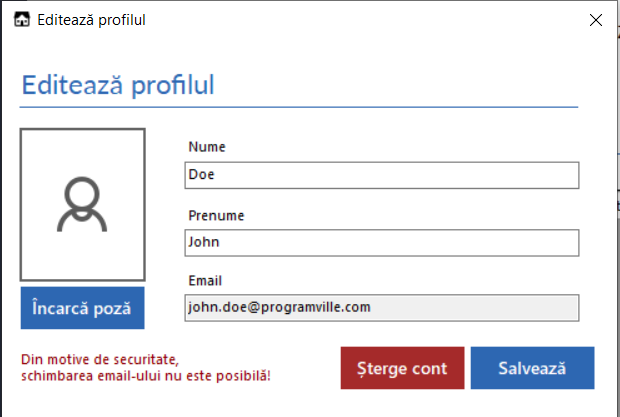 Editează profilul
Editează profilul
Nume
Doe
Prenume
John
Email
john.doe@programville.com
Încarcă poză
Din motive de securitate,
schimbarea email-ului nu este posibilă!
Șterge cont
Salvează